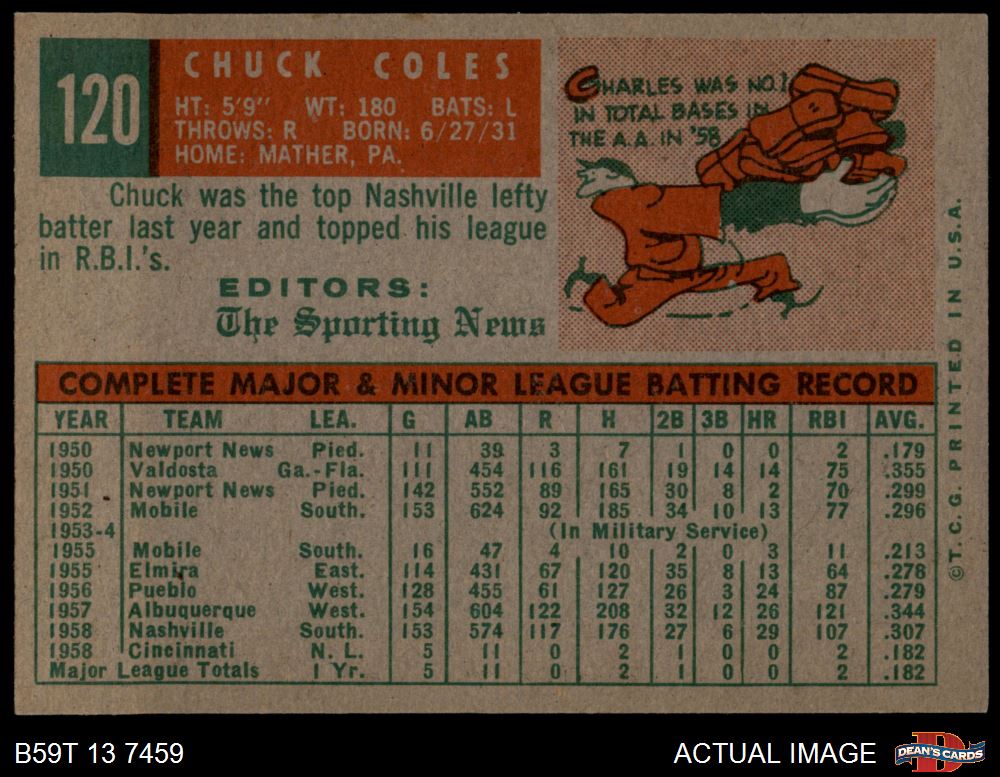 120
CHUCK COLES
HT: 5'9" WT: 180 BATS: L
THROWS: R BORN: 6/27/31
HOME: MATHER, PA.
Chuck was the top Nashville lefty
batter last year and topped his league
in R.B.I.'s.
EDITORS:
The Sporting News
CHARLES WAS NO.1
IN TOTAL BASES IN
THE A.A. IN '58
COMPLETE MAJOR & MINOR LEAGUE BATTING RECORD
YEAR TEAM LEA. G AB R H 2B 3B HR RBI AVG.
1950 Newport News Pied. 11 39 3 7 1 0 0 2 .179
1950 Valdosta Ga.-Fla. 111 454 116 161 19 14 14 75 .355
1951 Newport News Pied. 142 552 89 165 30 8 2 70 .299
1952 Mobile South. 153 624 92 185 34 10 13 77 .296
1953-4 (In Military Service)
1955 Mobile South. 16 47 4 10 2 0 3 11 .213
1955 Elmira East. 114 431 67 120 35 8 13 64 .278
1956 Pueblo West. 128 455 61 127 26 3 24 87 .279
1957 Albuquerque West. 154 604 122 208 32 12 26 121 .344
1958 Nashville South. 153 574 117 176 27 6 29 107 .307
1958 Cincinnati N. L. 5 11 0 2 1 0 0 2 .182
Major League Totals 1 Yr. 5 11 0 2 1 0 0 2 .182
© T.C.G. PRINTED IN U.S.A.
B59T 13 7459
ACTUAL IMAGE
D
DEAN'S CARDS